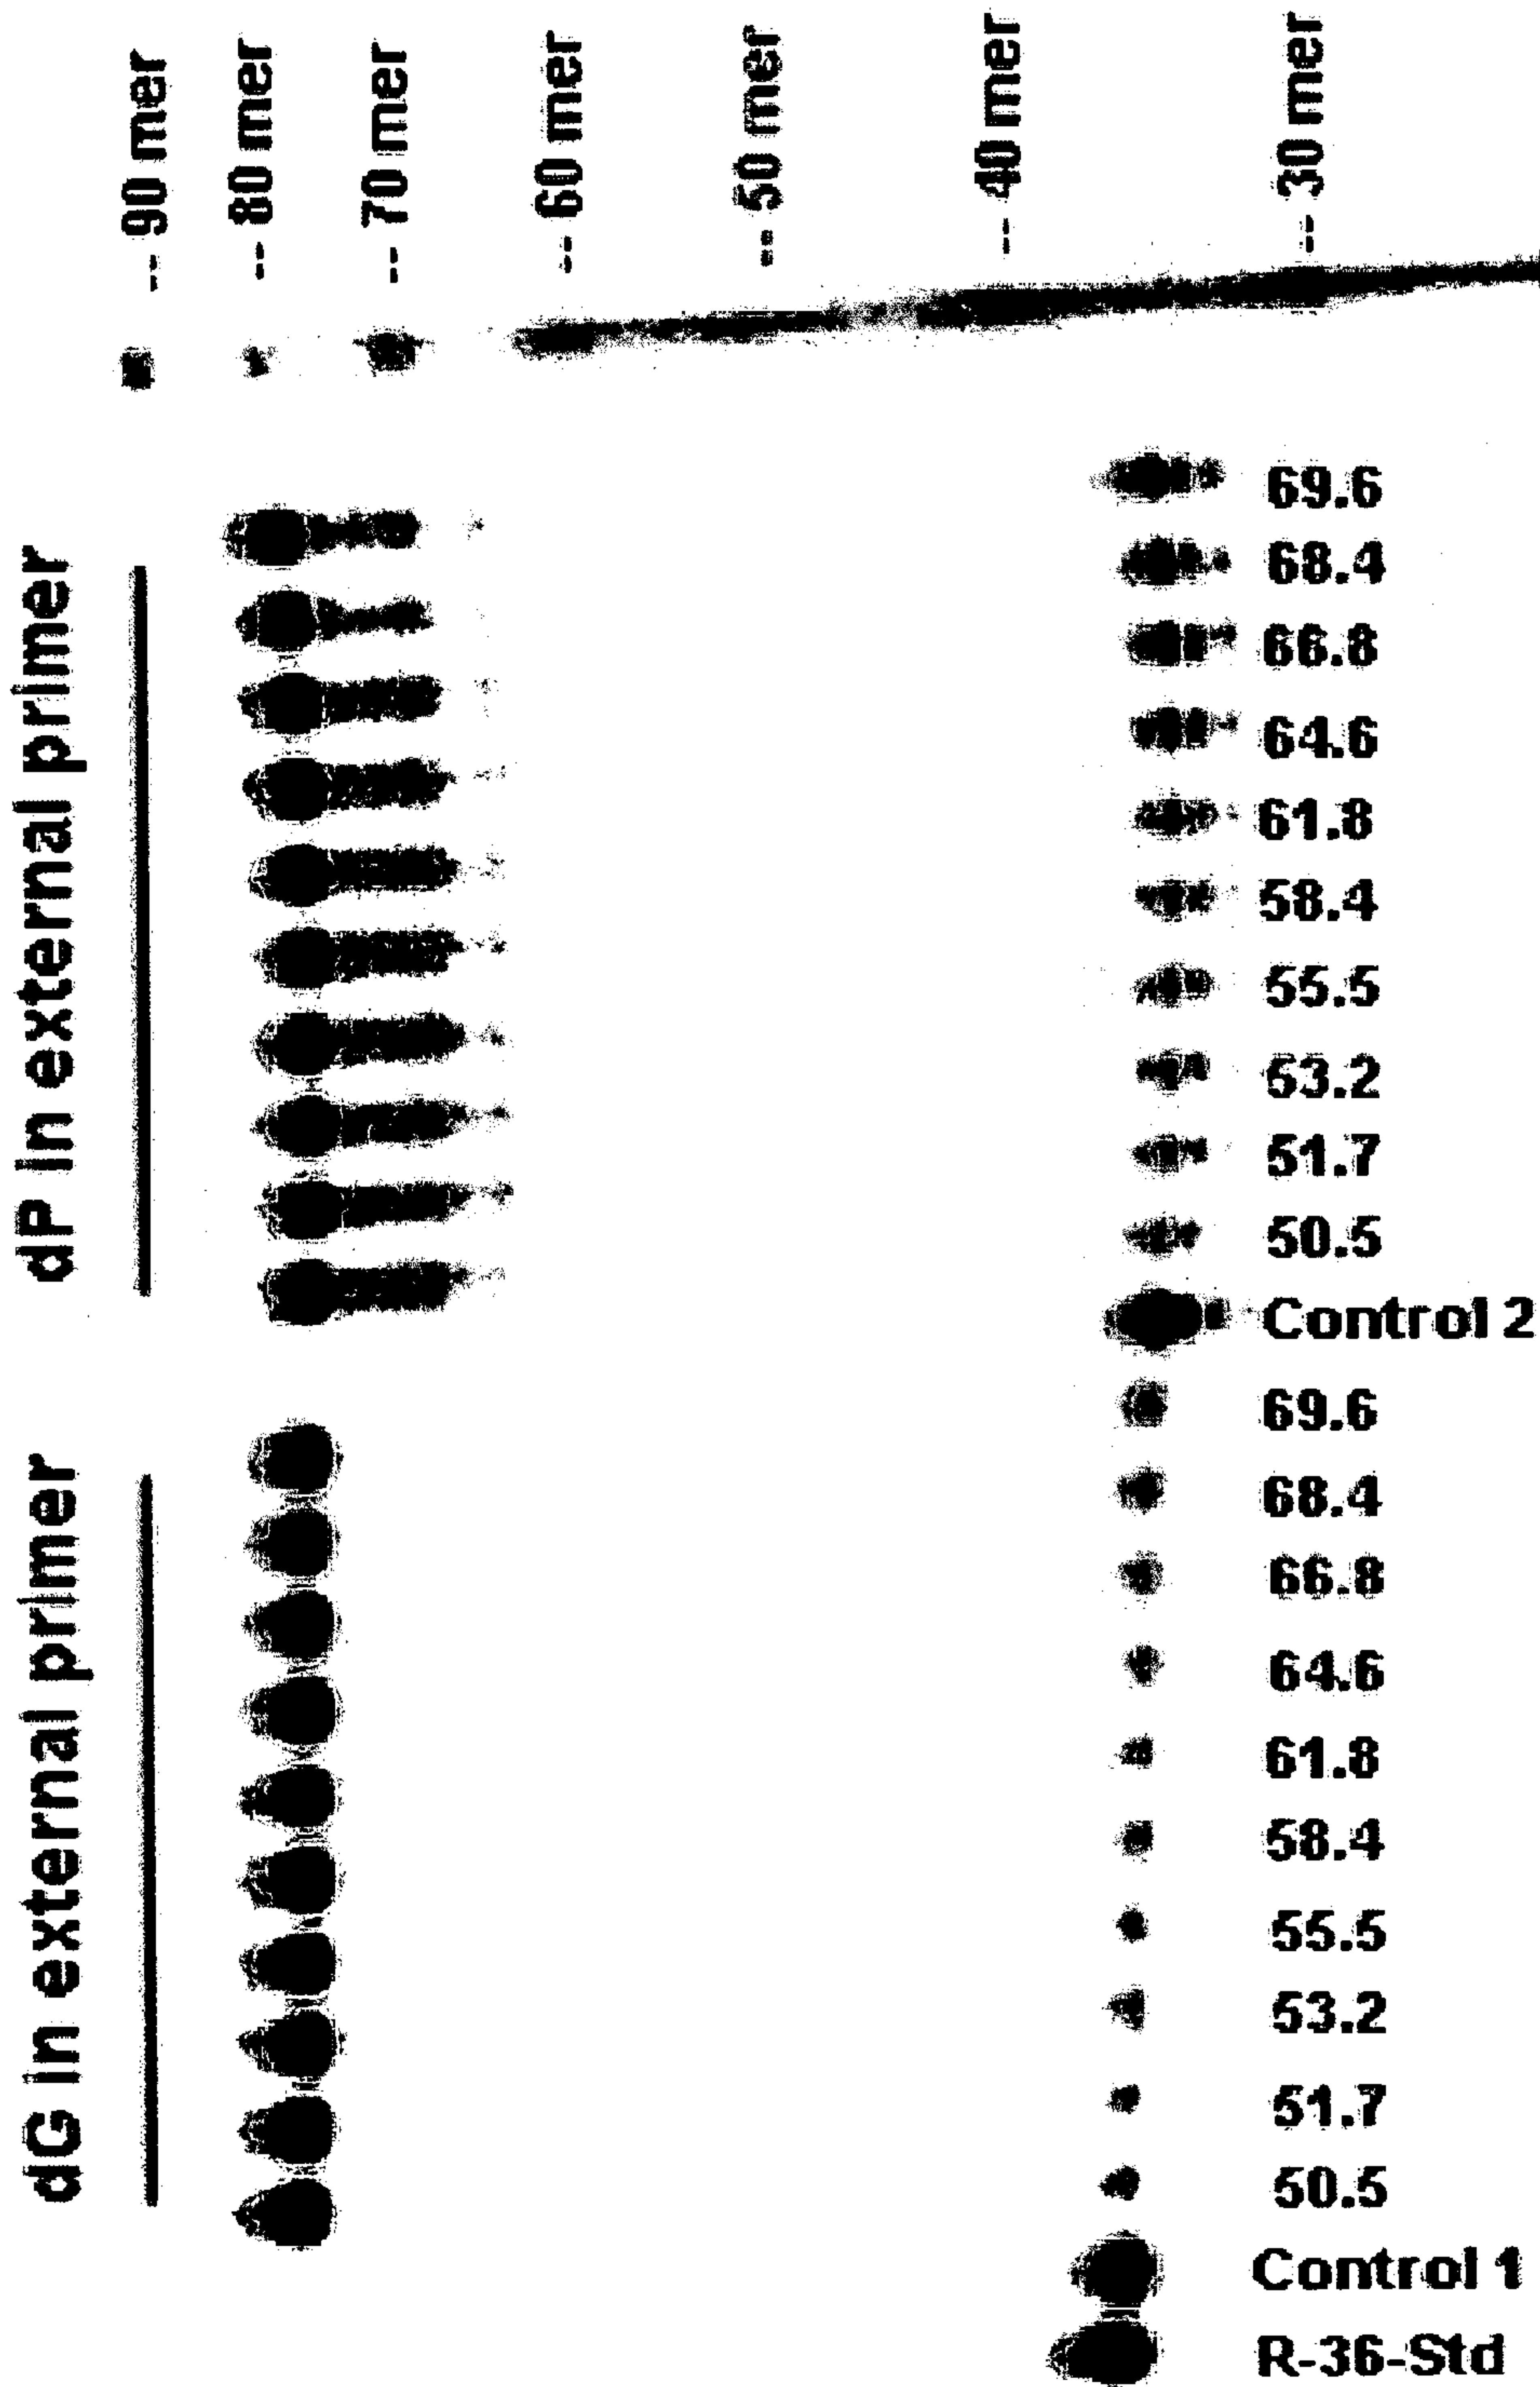 -- 90 mer
-- 80 mer
-- 70 mer
-- 60 mer
-- 50 mer
-- 40 mer
-- 30 mer
dP in external primer
69.6
68.4
66.8
64.6
61.8
58.4
55.5
53.2
51.7
50.5
Control 2
dG in external primer
69.6
68.4
66.8
64.6
61.8
58.4
55.5
53.2
51.7
50.5
Control 1
R-36-Std